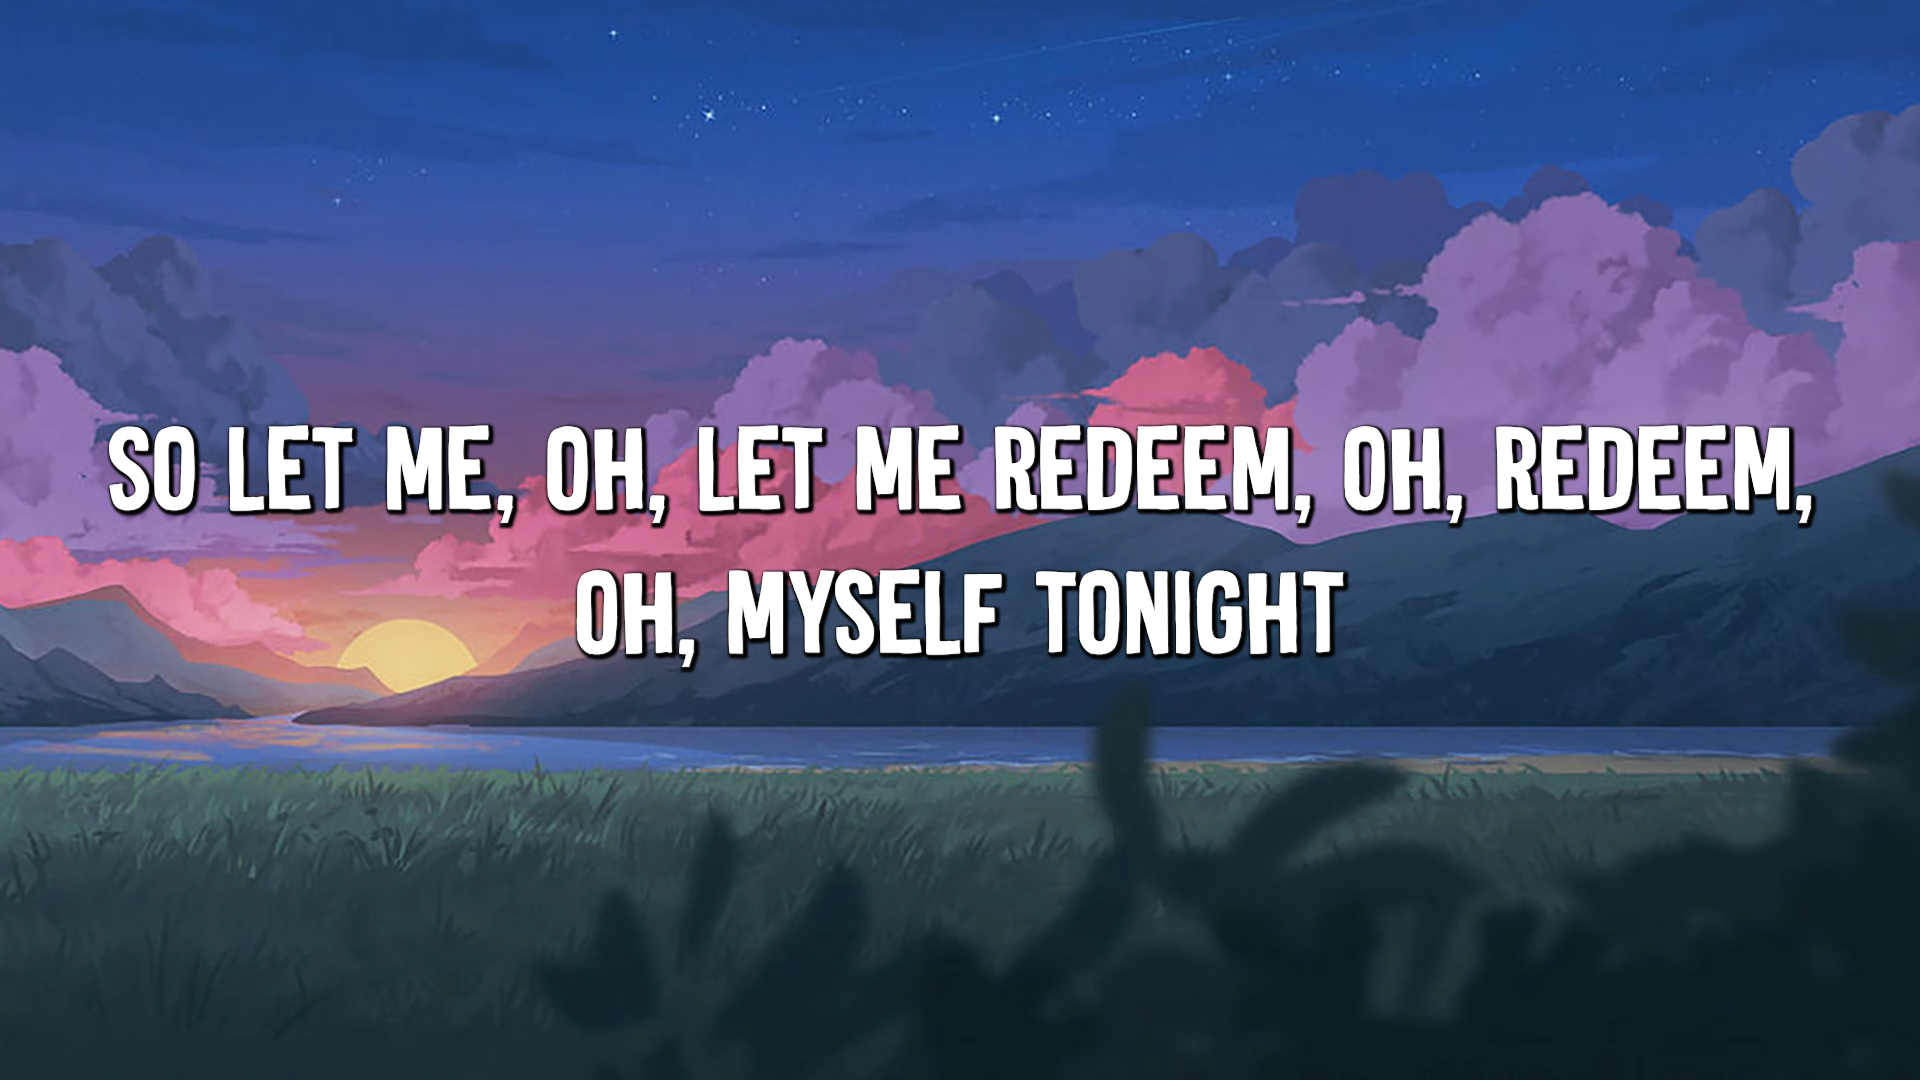 SO LET ME, OH, LET ME REDEEM, OH, REDEEM,
OH, MYSELF TONIGHT